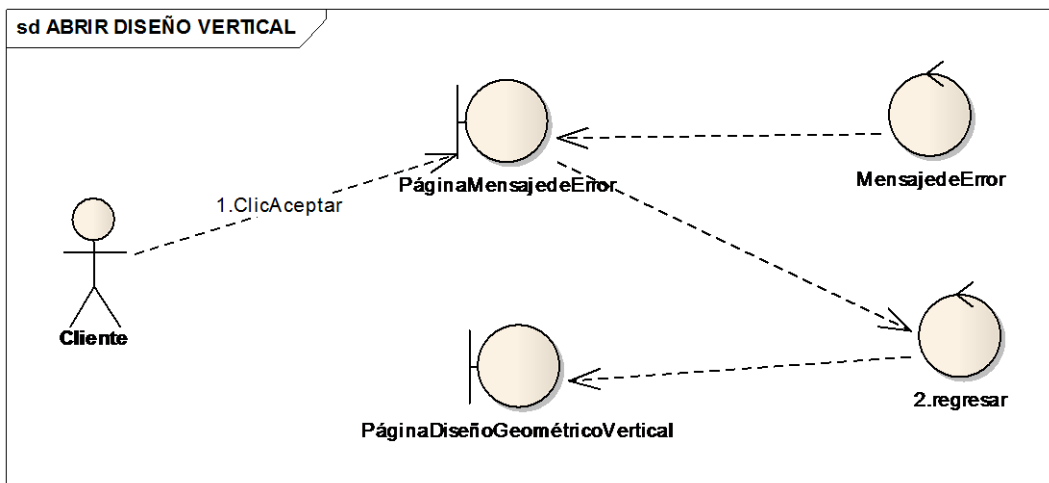 sd ABRIR DISEÑO VERTICAL
PáginaMensajedeError
MensajedeError
1.ClicAceptar
Cliente
2.regresar
PáginaDiseñoGeométricoVertical